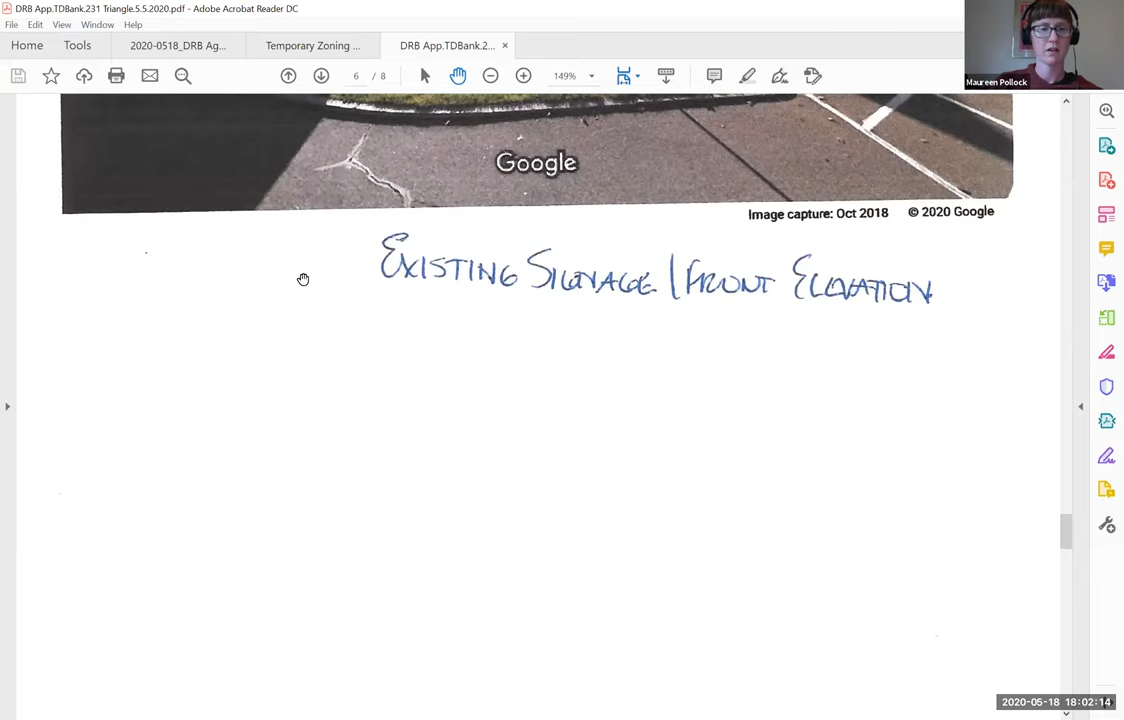 DRB App.TDBank.231 Triangle.5.5.2020.pdf - Adobe Acrobat Reader DC
File Edit View Window Help
Home Tools 2020-0518_DRB Ag... Temporary Zoning ... DRB App.TDBank.2... ×
6 / 8 149%
Maureen Pollock
Google
Image capture: Oct 2018 © 2020 Google
EXISTING SIGNAGE | FRONT ELEVATION
2020-05-18 18:02:14